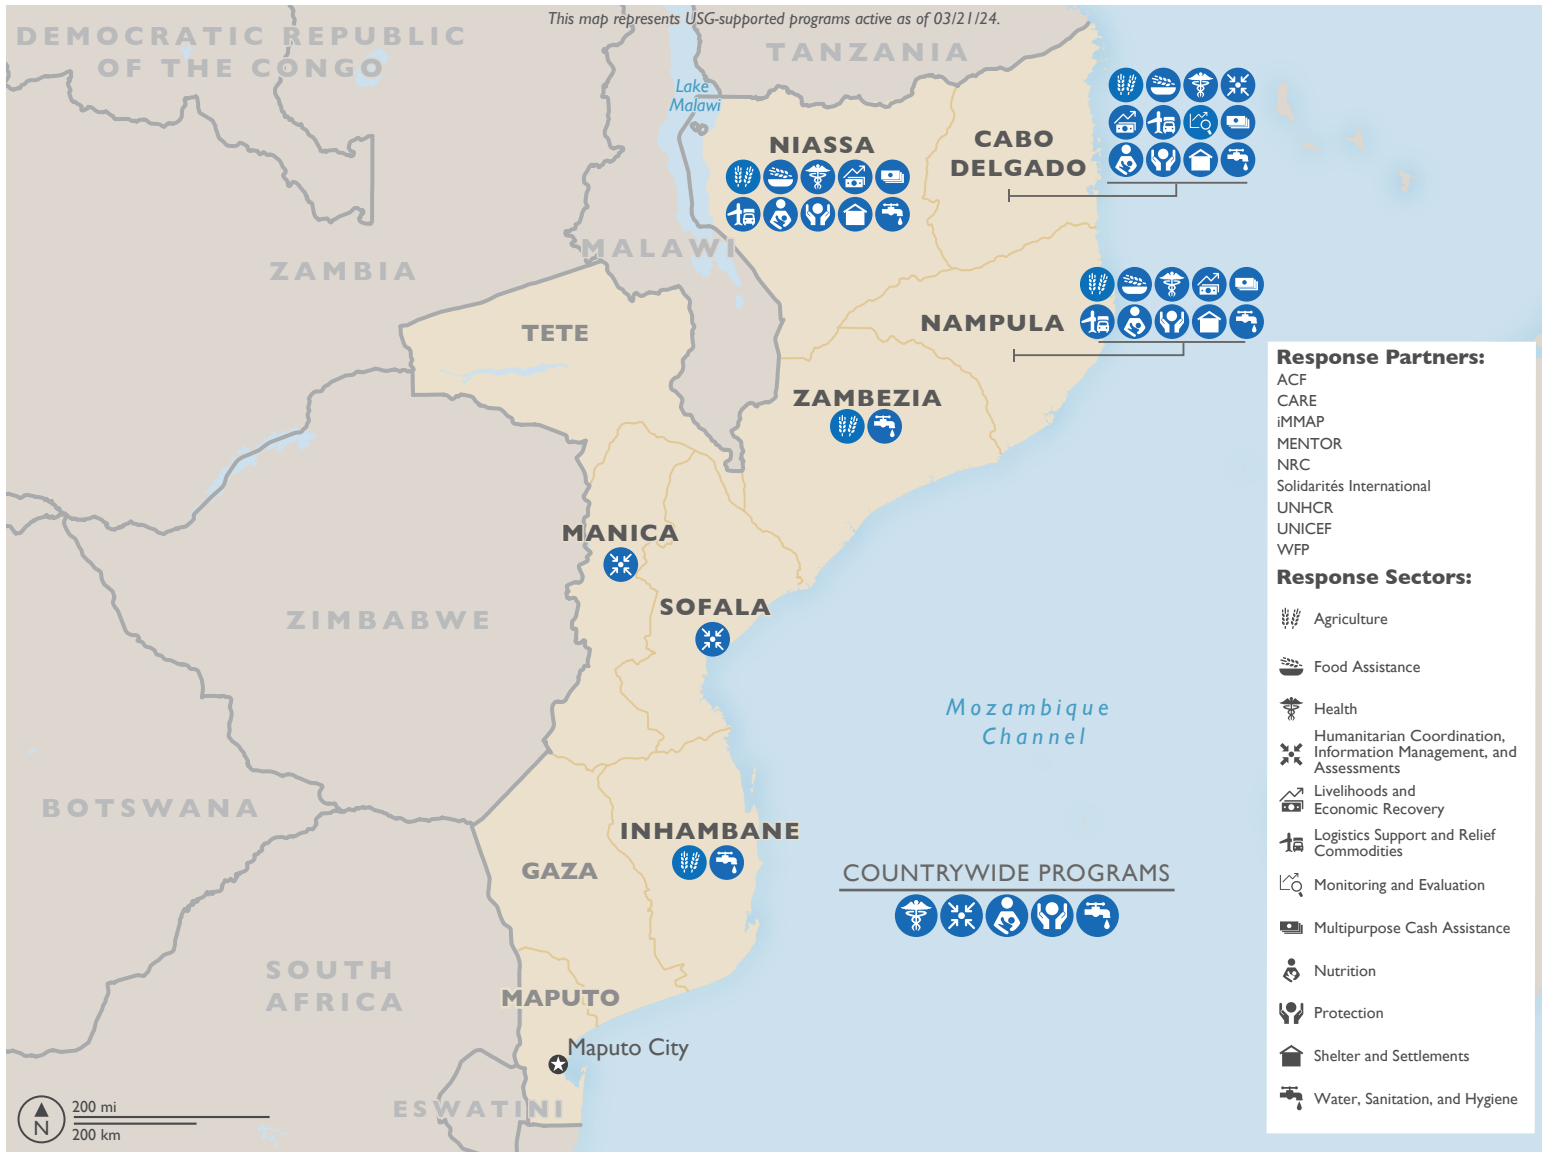 This map represents USG-supported programs active as of 03/21/24.
DEMOCRATIC REPUBLIC
OF THE CONGO
TANZANIA
Lake
Malawi
NIASSA
CABO
DELGADO
MALAWI
ZAMBIA
TETE
NAMPULA
ZAMBEZIA
MANICA
SOFALA
ZIMBABWE
Mozambique
Channel
BOTSWANA
INHAMBANE
GAZA
COUNTRYWIDE PROGRAMS
SOUTH
AFRICA
MAPUTO
Maputo City
ESWATINI
200 mi
200 km
N
Response Partners:
ACF
CARE
iMMAP
MENTOR
NRC
Solidarités International
UNHCR
UNICEF
WFP
Response Sectors:
Agriculture
Food Assistance
Health
Humanitarian Coordination,
Information Management, and
Assessments
Livelihoods and
Economic Recovery
Logistics Support and Relief
Commodities
Monitoring and Evaluation
Multipurpose Cash Assistance
Nutrition
Protection
Shelter and Settlements
Water, Sanitation, and Hygiene